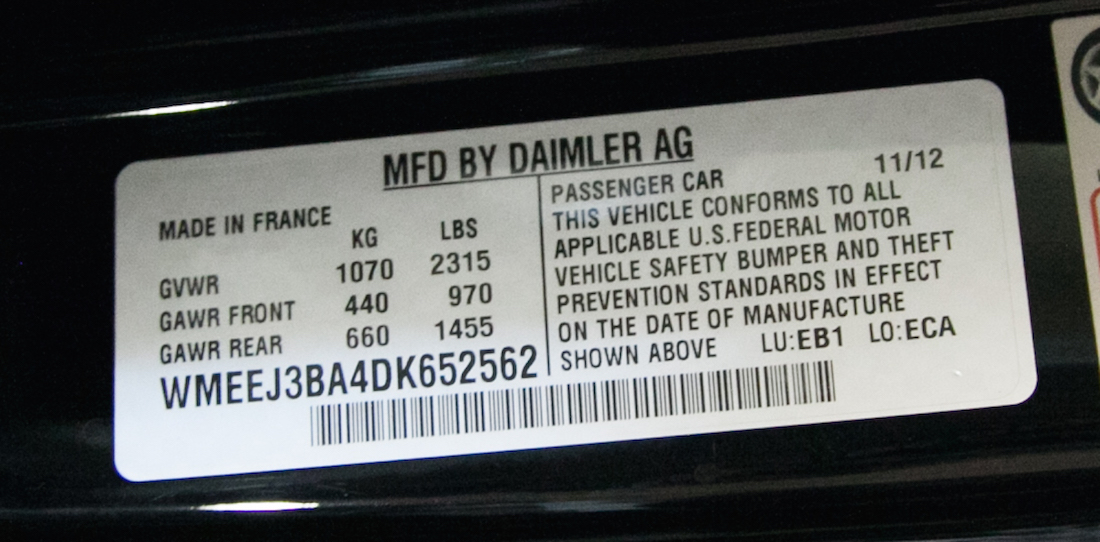 MFD BY DAIMLER AG
MADE IN FRANCE
KG LBS
GVWR 1070 2315
GAWR FRONT 440 970
GAWR REAR 660 1455
WMEEJ3BA4DK652562
PASSENGER CAR 11/12
THIS VEHICLE CONFORMS TO ALL
APPLICABLE U.S.FEDERAL MOTOR
VEHICLE SAFETY BUMPER AND THEFT
PREVENTION STANDARDS IN EFFECT
ON THE DATE OF MANUFACTURE
SHOWN ABOVE LU:EB1 LO:ECA